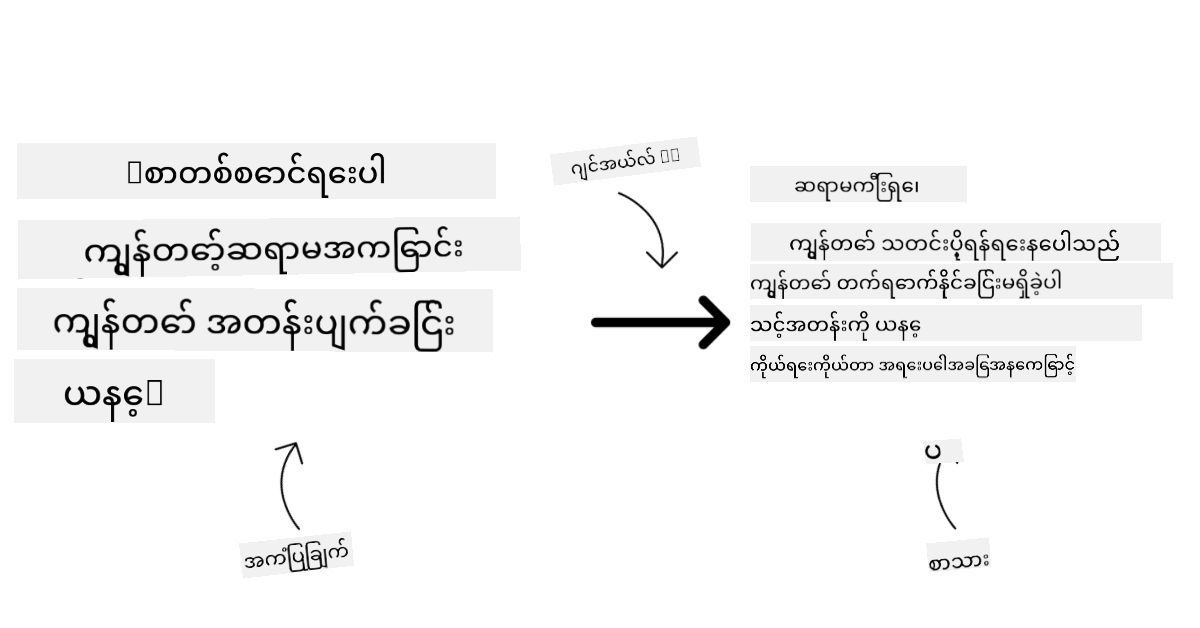 စာတစ်စောင်ရေးပါ
ကျွန်တော့်ဆရာမအကြောင်း
ကျွန်တော် အတန်းပျက်ခြင်း
ယနေ့
ဂျင်အယ်လ်
ဆရာမကြီးရှေ၊
ကျွန်တော် သတင်းပို့ရန်ရေးနေပါသည်
ကျွန်တော် တက်ရောက်နိုင်ခြင်းမရှိခဲ့ပါ
သင့်အတန်းကို ယနေ့
ကိုယ်ရေးကိုယ်တာ အရေးပေါ်အခြေအနေကြောင့်
ပ
အကံပြုချက်
စာသား